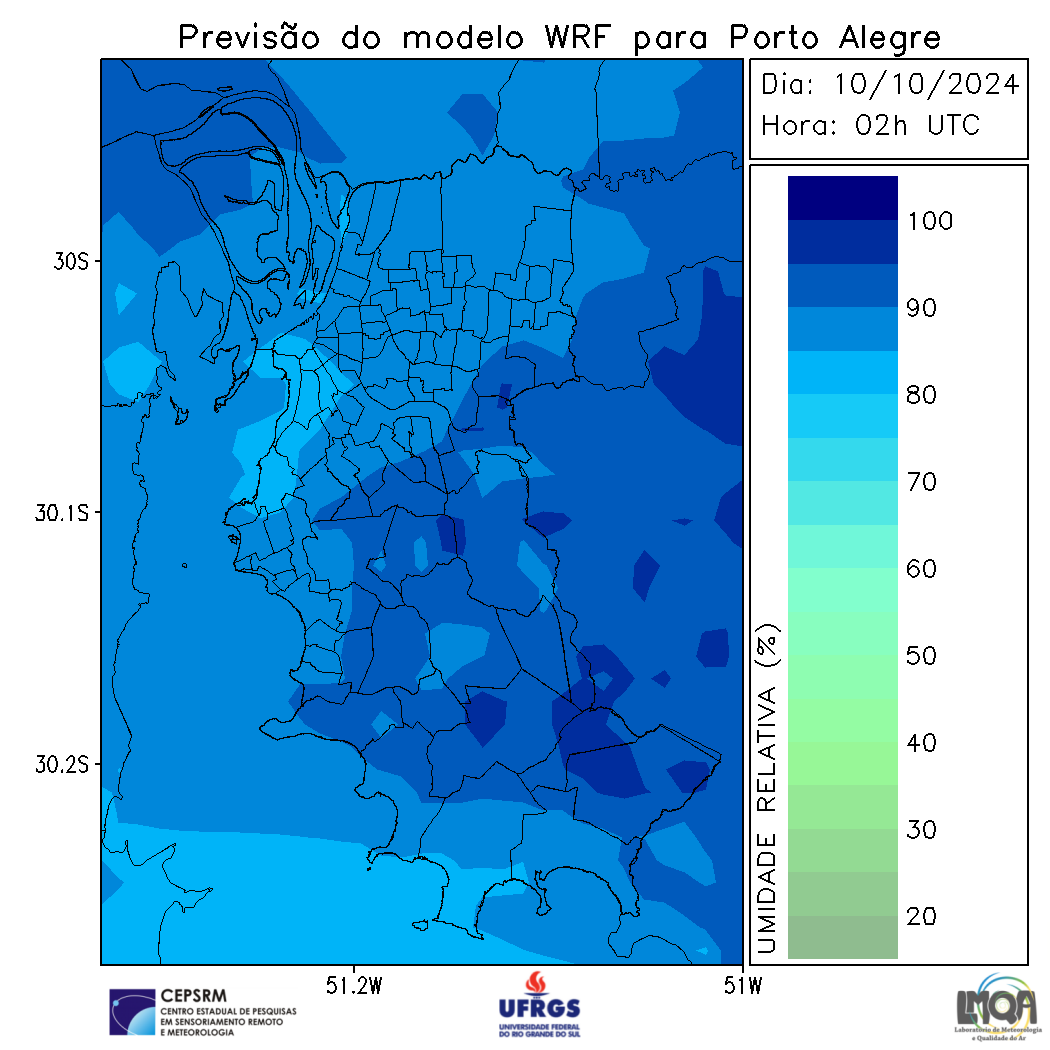 Previsão do modelo WRF para Porto Alegre
Dia: 10/10/2024
Hora: 02h UTC
30S
30.1S
30.2S
51.2W
51W
100
90
80
70
60
50
40
30
20
UMIDADE RELATIVA (%)
CEPSRM
CENTRO ESTADUAL DE PESQUISAS
EM SENSORIAMENTO REMOTO
E METEOROLOGIA
UFRGS
UNIVERSIDADE FEDERAL
DO RIO GRANDE DO SUL
LMQA
Laboratório de Meteorologia
e Qualidade do Ar